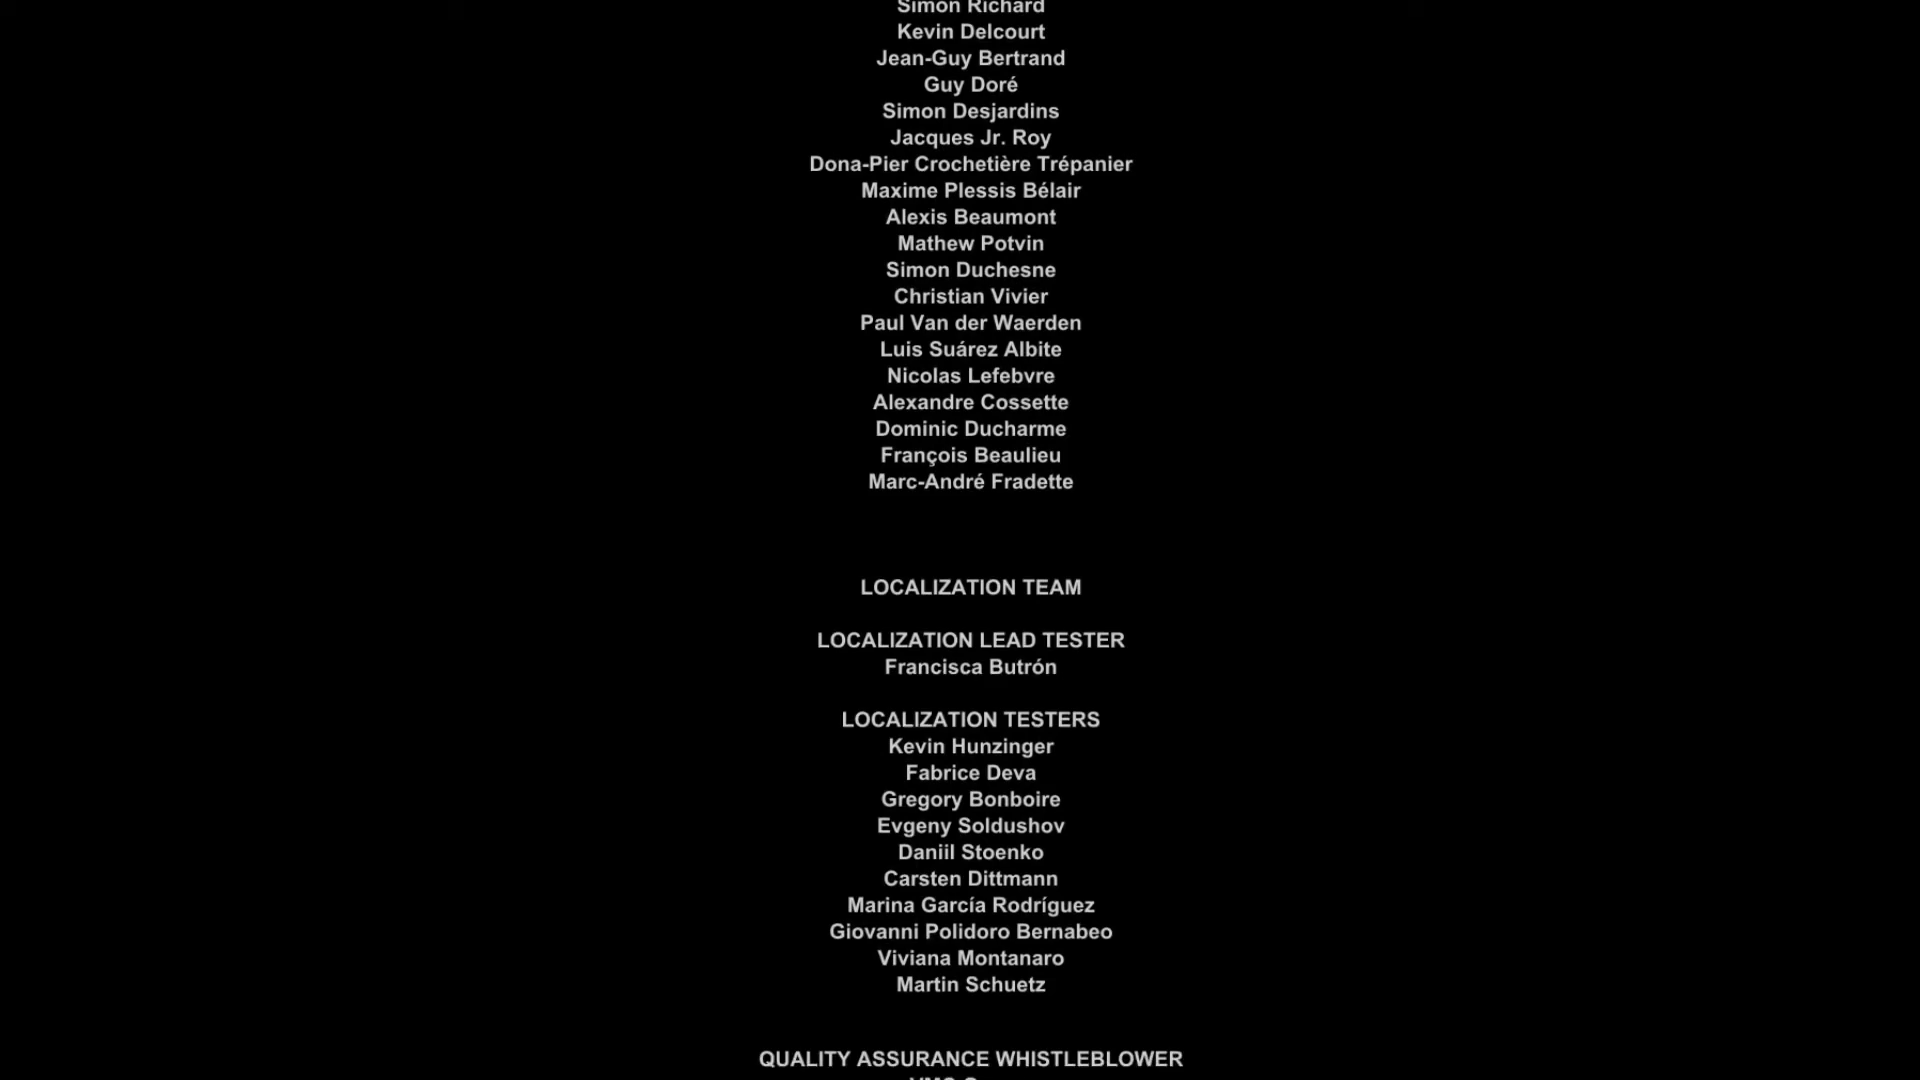 Simon Richard
Kevin Delcourt
Jean-Guy Bertrand
Guy Doré
Simon Desjardins
Jacques Jr. Roy
Dona-Pier Crochetière Trépanier
Maxime Plessis Bélair
Alexis Beaumont
Mathew Potvin
Simon Duchesne
Christian Vivier
Paul Van der Waerden
Luis Suárez Albite
Nicolas Lefebvre
Alexandre Cossette
Dominic Ducharme
François Beaulieu
Marc-André Fradette
LOCALIZATION TEAM
LOCALIZATION LEAD TESTER
Francisca Butrón
LOCALIZATION TESTERS
Kevin Hunzinger
Fabrice Deva
Gregory Bonboire
Evgeny Soldushov
Daniil Stoenko
Carsten Dittmann
Marina García Rodríguez
Giovanni Polidoro Bernabeo
Viviana Montanaro
Martin Schuetz
QUALITY ASSURANCE WHISTLEBLOWER